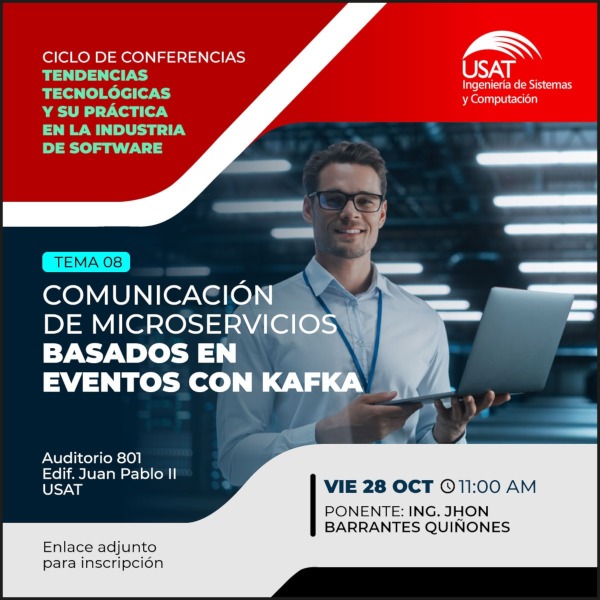 CICLO DE CONFERENCIAS
TENDENCIAS
TECNOLÓGICAS
Y SU PRÁCTICA
EN LA INDUSTRIA
DE SOFTWARE
USAT
Ingeniería de Sistemas
y Computación
TEMA 08
COMUNICACIÓN
DE MICROSERVICIOS
BASADOS EN
EVENTOS CON KAFKA
Auditorio 801
Edif. Juan Pablo II
USAT
VIE 28 OCT 11:00 AM
PONENTE: ING. JHON
BARRANTES QUIÑONES
Enlace adjunto
para inscripción